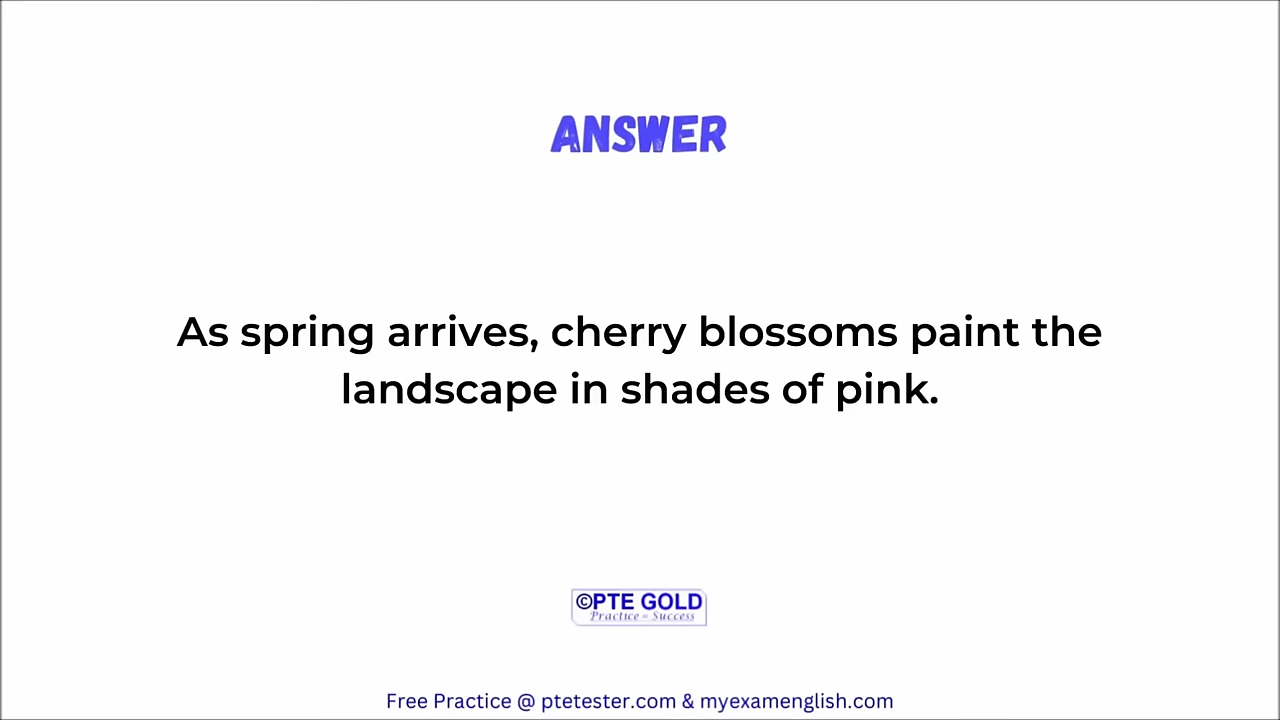 ANSWER
As spring arrives, cherry blossoms paint the
landscape in shades of pink.
©PTE GOLD
Practice = Success
Free Practice @ ptetester.com & myexamenglish.com